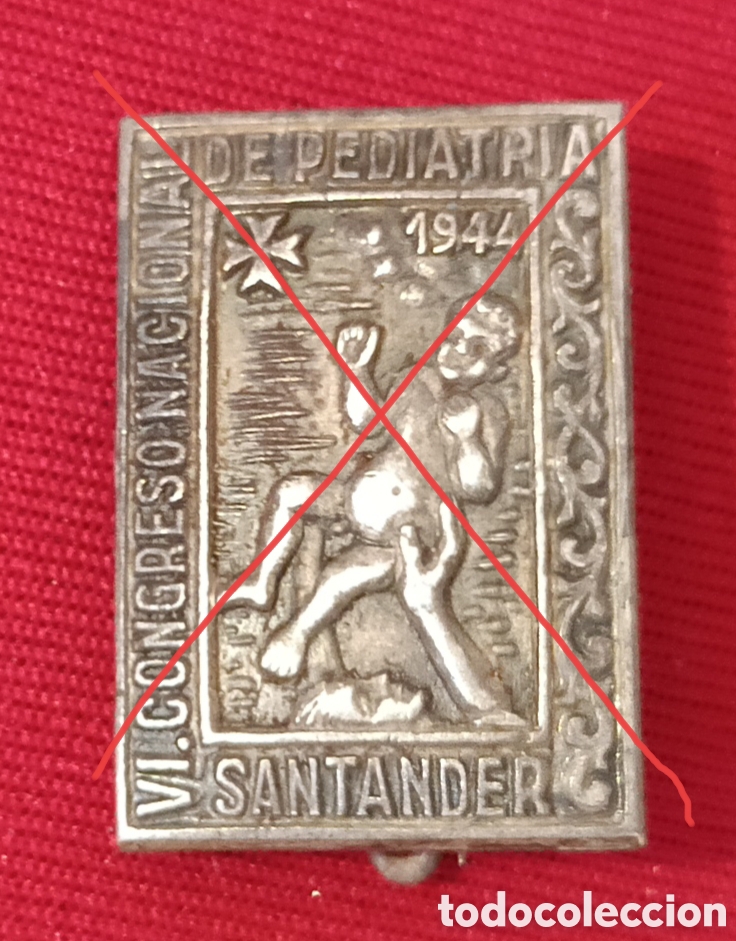 VI. CONGRESO NACIONAL
DE PEDIATRIA
1944
SANTANDER
todocoleccion